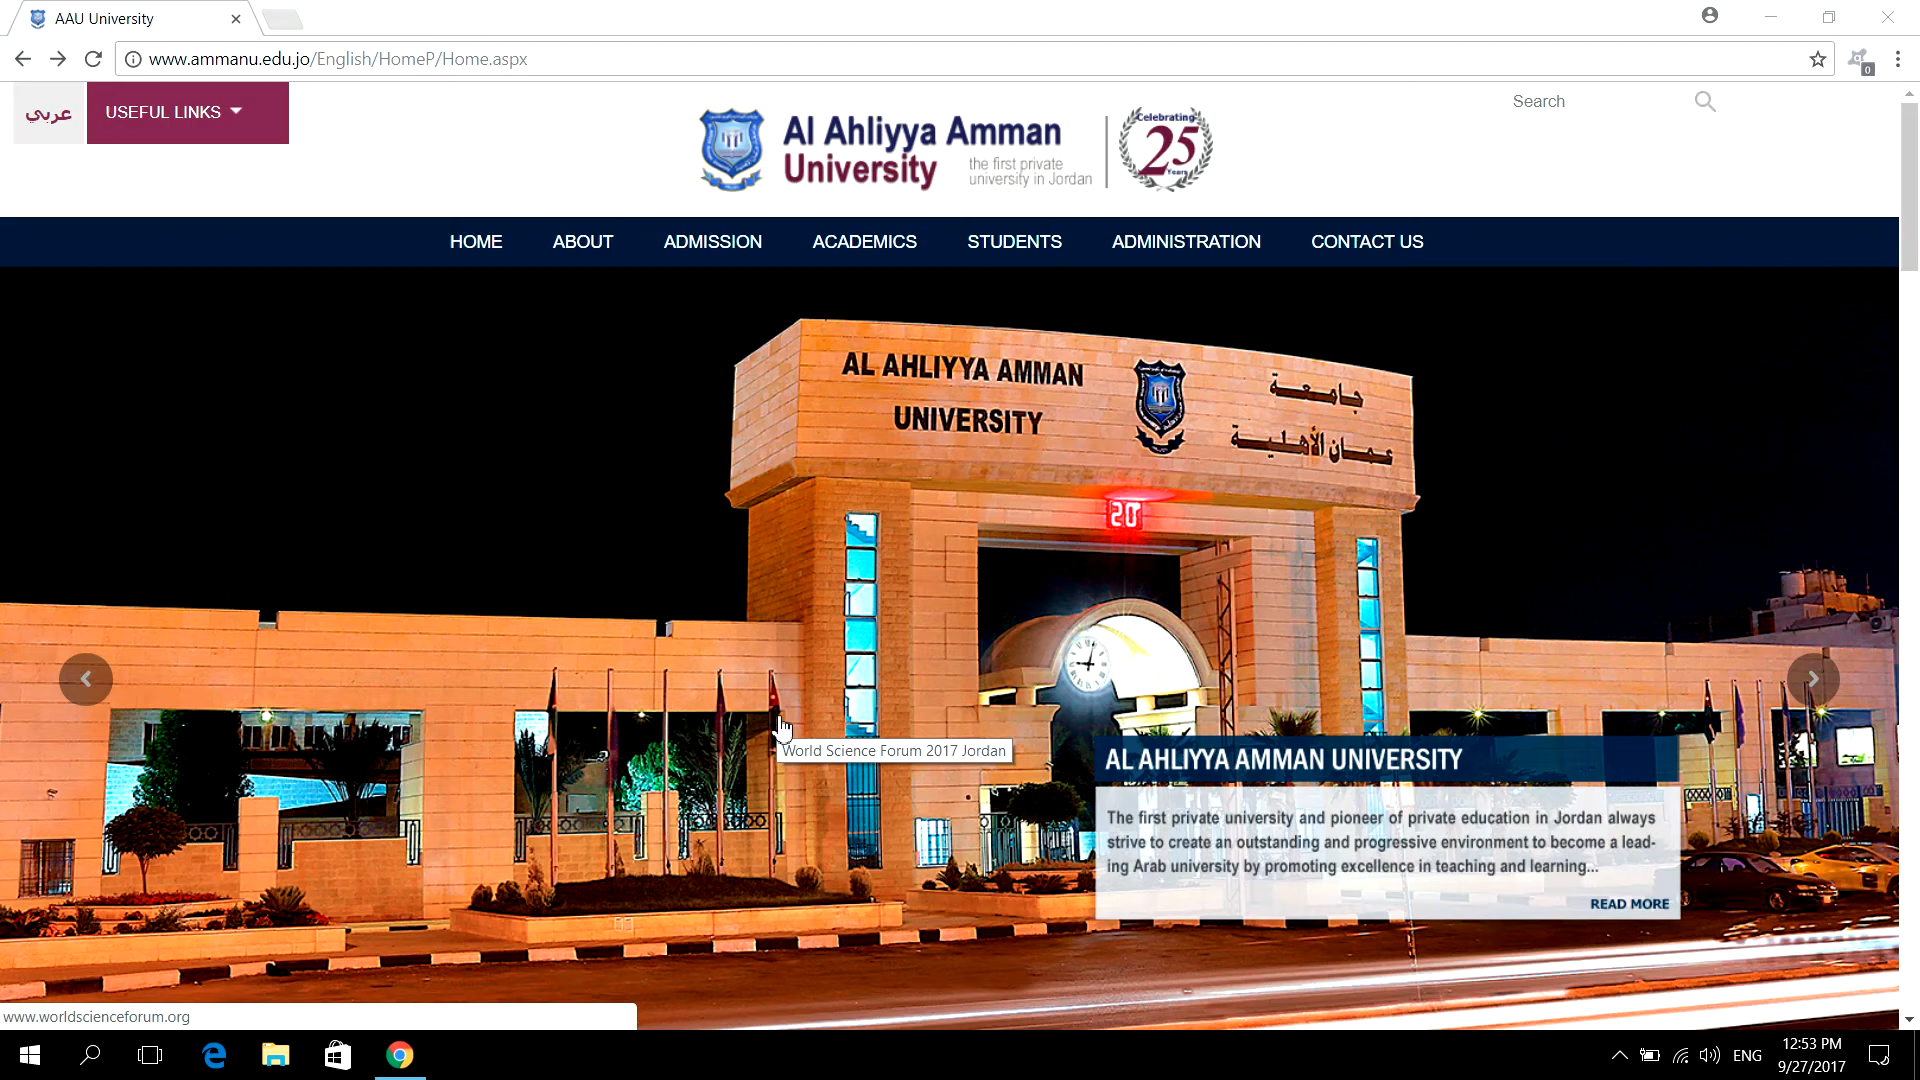 AAU University
www.ammanu.edu.jo/English/HomeP/Home.aspx
0
عربي
USEFUL LINKS
Al Ahliyya Amman
University
the first private
university in Jordan
Celebrating
25
Years
Search
HOME ABOUT ADMISSION ACADEMICS STUDENTS ADMINISTRATION CONTACT US
AL AHLIYYA AMMAN
UNIVERSITY
جامعة
عمان الأهلية
20
World Science Forum 2017 Jordan
AL AHLIYYA AMMAN UNIVERSITY
The first private university and pioneer of private education in Jordan always
strive to create an outstanding and progressive environment to become a lead-
ing Arab university by promoting excellence in teaching and learning...
READ MORE
www.worldscienceforum.org
ENG
12:53 PM
9/27/2017